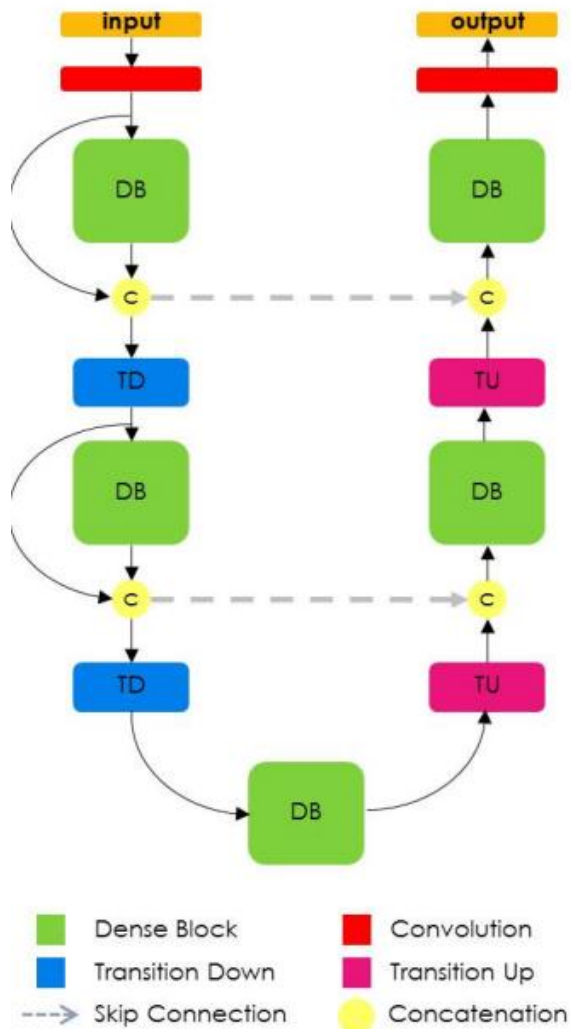 input output
DB DB
C C
TD TU
DB DB
C C
TD TU
DB
Dense Block Convolution
Transition Down Transition Up
Skip Connection Concatenation